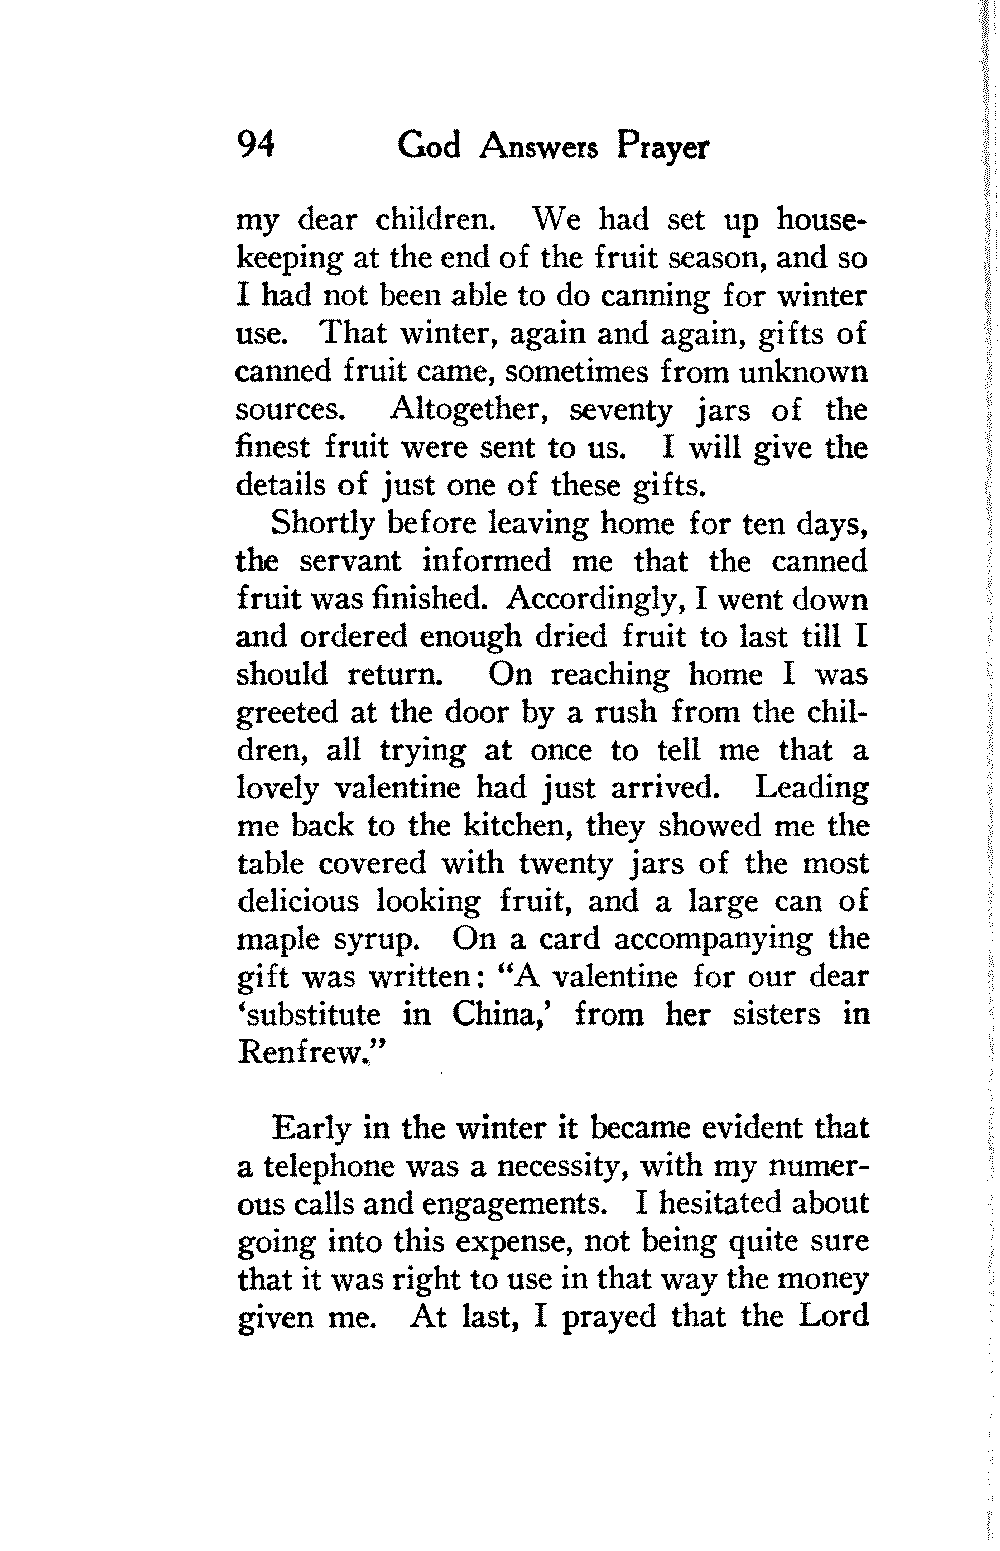 94 God Answers Prayer
my dear children. We had set up house-
keeping at the end of the fruit season, and so
I had not been able to do canning for winter
use. That winter, again and again, gifts of
canned fruit came, sometimes from unknown
sources. Altogether, seventy jars of the
finest fruit were sent to us. I will give the
details of just one of these gifts.
Shortly before leaving home for ten days,
the servant informed me that the canned
fruit was finished. Accordingly, I went down
and ordered enough dried fruit to last till I
should return. On reaching home I was
greeted at the door by a rush from the chil-
dren, all trying at once to tell me that a
lovely valentine had just arrived. Leading
me back to the kitchen, they showed me the
table covered with twenty jars of the most
delicious looking fruit, and a large can of
maple syrup. On a card accompanying the
gift was written: “A valentine for our dear
‘substitute in China,’ from her sisters in
Renfrew.”
Early in the winter it became evident that
a telephone was a necessity, with my numer-
ous calls and engagements. I hesitated about
going into this expense, not being quite sure
that it was right to use in that way the money
given me. At last, I prayed that the Lord